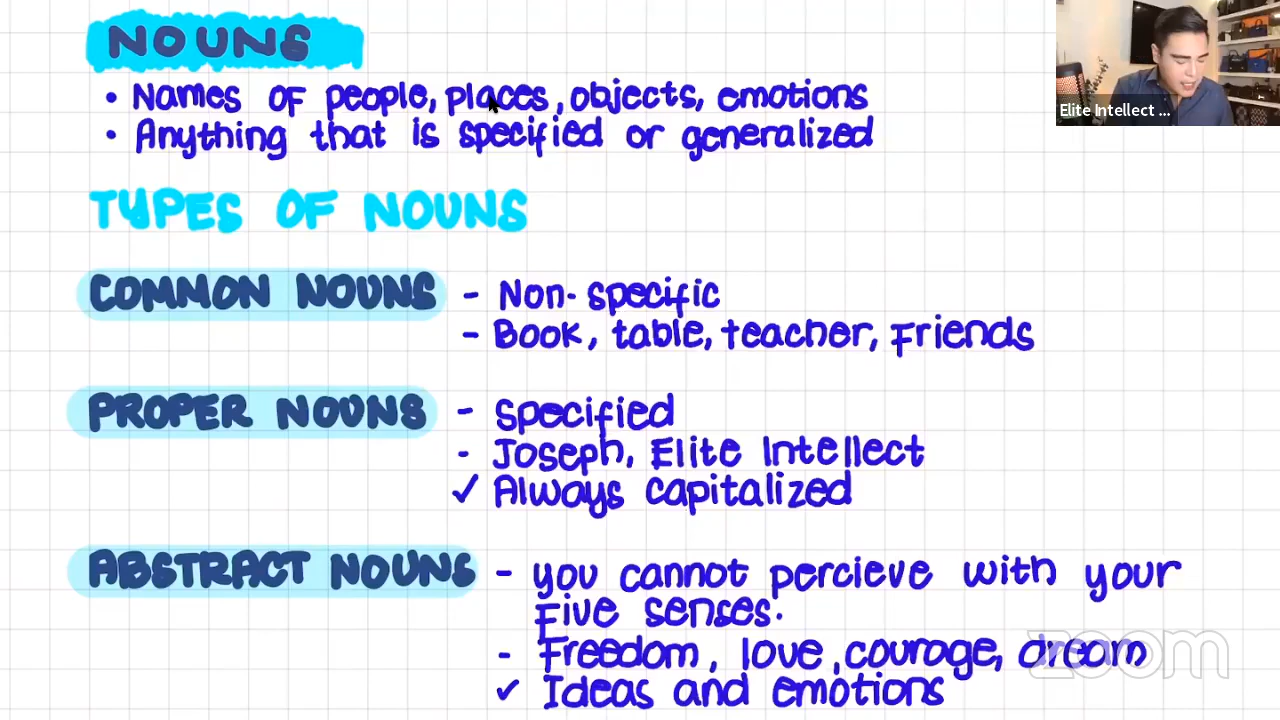 NOUNS
• Names of people, places, objects, emotions
• Anything that is specified or generalized
TYPES OF NOUNS
COMMON NOUNS - Non-specific
- Book, table, teacher, Friends
PROPER NOUNS - Specified
- Joseph, Elite Intellect
✓ Always capitalized
ABSTRACT NOUNS - you cannot percieve with your
Five senses.
- Freedom, love, courage, dream
✓ Ideas and emotions
Elite Intellect ...
zoom